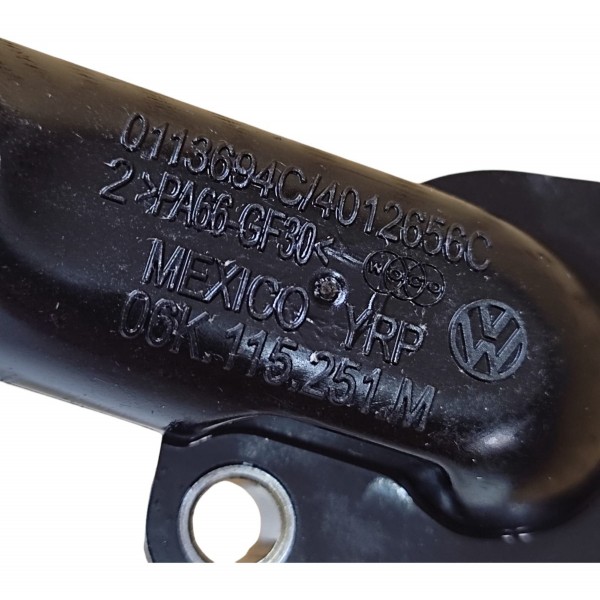 0113694C/4012656C
2 >PA66-GF30<
MEXICO YRP
06K.115.251.M